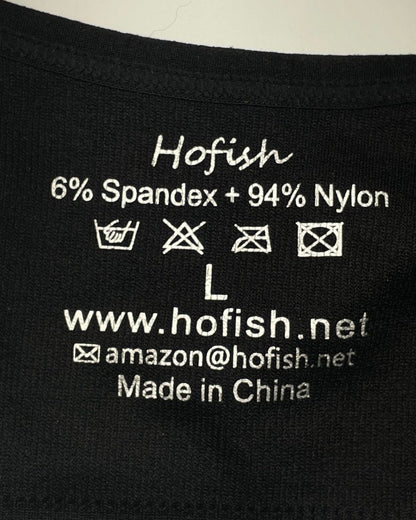 Hofish
6% Spandex + 94% Nylon
L
www.hofish.net
amazon@hofish.net
Made in China